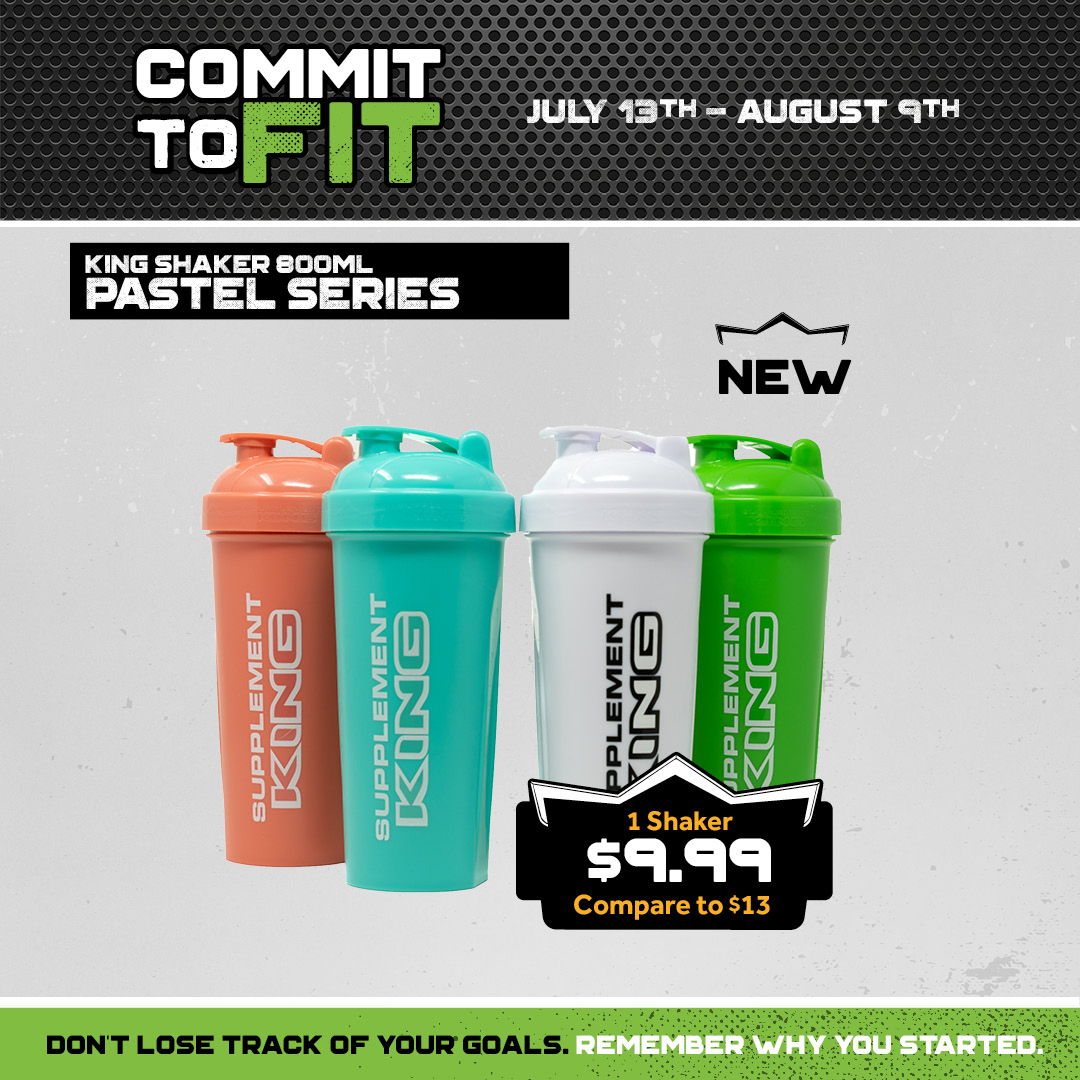 COMMIT
TO FIT
JULY 13TH – AUGUST 9TH
KING SHAKER 800ML
PASTEL SERIES
NEW
SUPPLEMENT
KING
SUPPLEMENT
KING
SUPPLEMENT
KING
SUPPLEMENT
KING
1 Shaker
$9.99
Compare to $13
DON'T LOSE TRACK OF YOUR GOALS. REMEMBER WHY YOU STARTED.